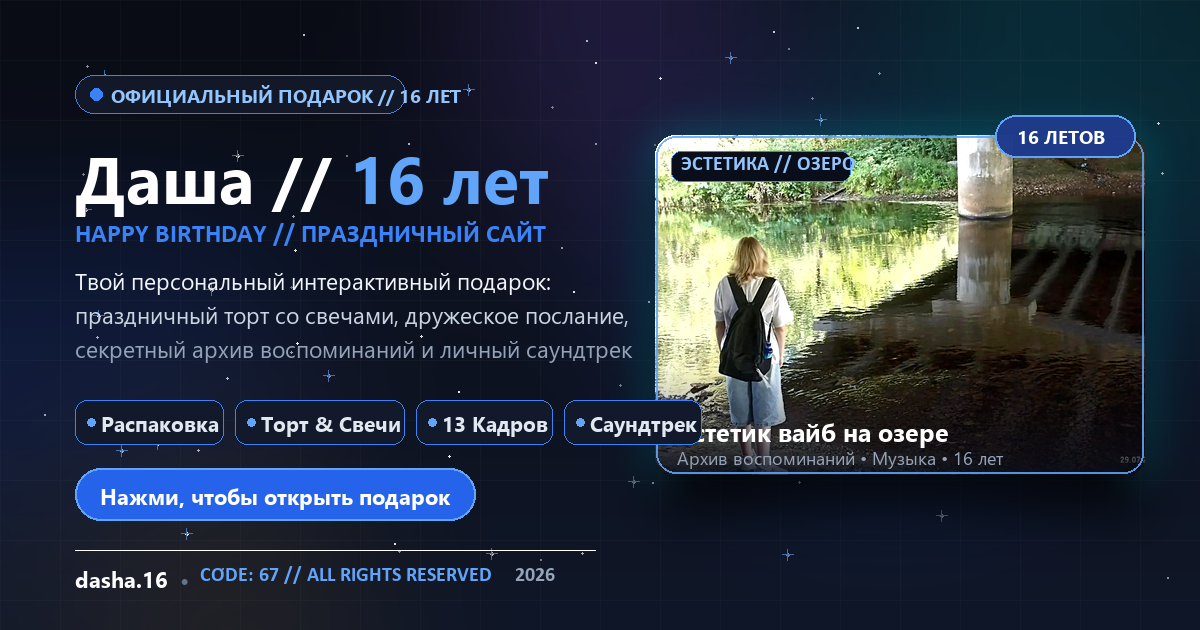 ОФИЦИАЛЬНЫЙ ПОДАРОК // 16 ЛЕТ
Даша // 16 лет
HAPPY BIRTHDAY // ПРАЗДНИЧНЫЙ САЙТ
Твой персональный интерактивный подарок:
праздничный торт со свечами, дружеское послание,
секретный архив воспоминаний и личный саундтрек
Распаковка
Торт & Свечи
13 Кадров
Саундтрек
Нажми, чтобы открыть подарок
dasha.16 • CODE: 67 // ALL RIGHTS RESERVED 2026
16 ЛЕТОВ
ЭСТЕТИКА // ОЗЕРО
стетик вайб на озере
Архив воспоминаний • Музыка • 16 лет